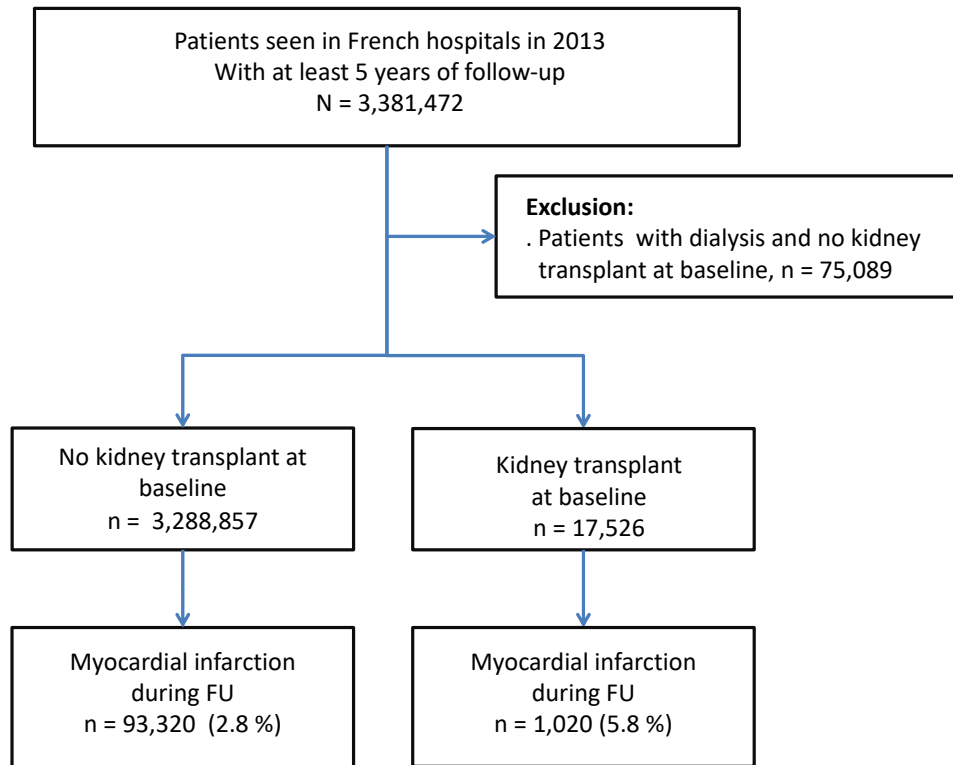 Patients seen in French hospitals in 2013
With at least 5 years of follow-up
N = 3,381,472
Exclusion:
. Patients with dialysis and no kidney
transplant at baseline, n = 75,089
No kidney transplant at
baseline
n = 3,288,857
Kidney transplant
at baseline
n = 17,526
Myocardial infarction
during FU
n = 93,320 (2.8 %)
Myocardial infarction
during FU
n = 1,020 (5.8 %)